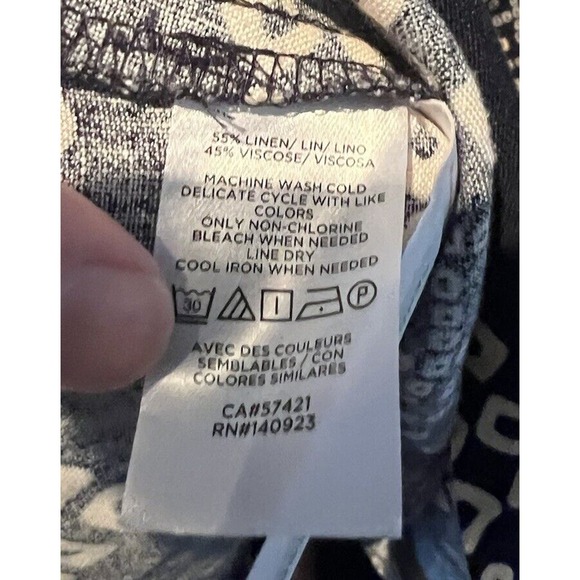 55% LINEN/ LIN/ LINO
45% VISCOSE/ VISCOSA
MACHINE WASH COLD
DELICATE CYCLE WITH LIKE
COLORS
ONLY NON-CHLORINE
BLEACH WHEN NEEDED
LINE DRY
COOL IRON WHEN NEEDED
30 P
AVEC DES COULEURS
SEMBLABLES / CON
COLORES SIMILARES
CA#57421
RN#140923